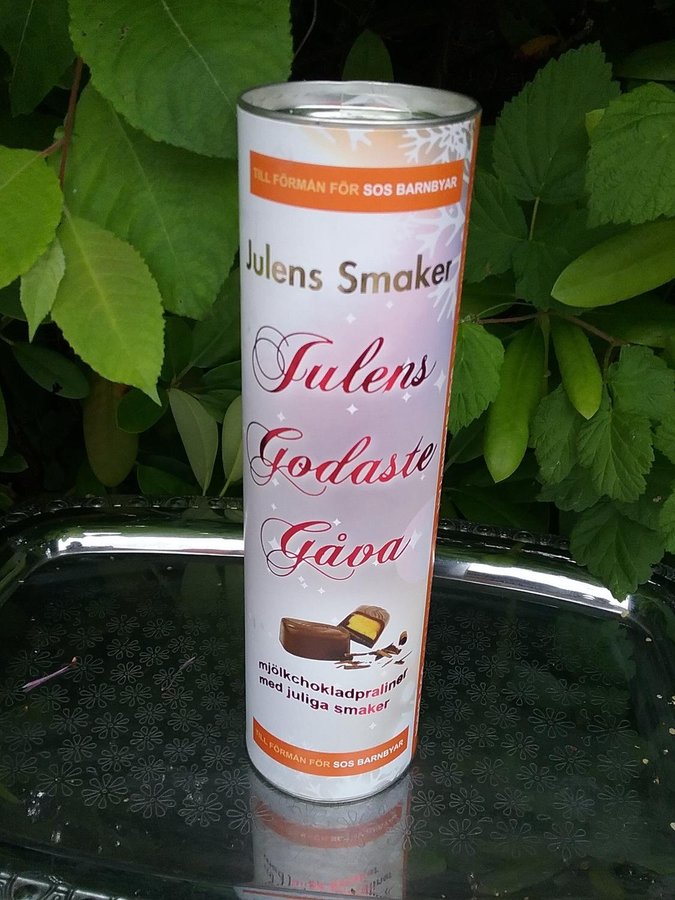 TILL FÖRMÅN FÖR SOS BARNBYAR
Julens Smaker
Julens
Godaste
Gåva
mjölkchokladpraliner
med juliga smaker
TILL FÖRMÅN FÖR SOS BARNBYAR